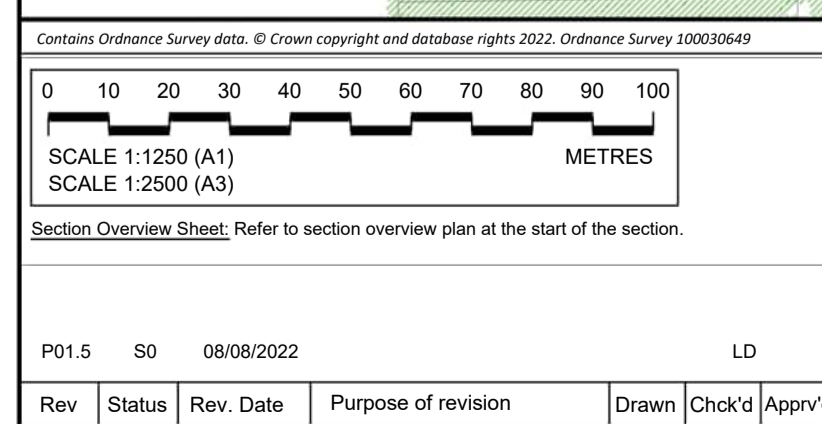 Contains Ordnance Survey data. © Crown copyright and database rights 2022. Ordnance Survey 100030649
0 10 20 30 40 50 60 70 80 90 100
SCALE 1:1250 (A1) METRES
SCALE 1:2500 (A3)
Section Overview Sheet: Refer to section overview plan at the start of the section.
P01.5 S0 08/08/2022 LD
Rev Status Rev. Date Purpose of revision Drawn Chck'd Apprv'